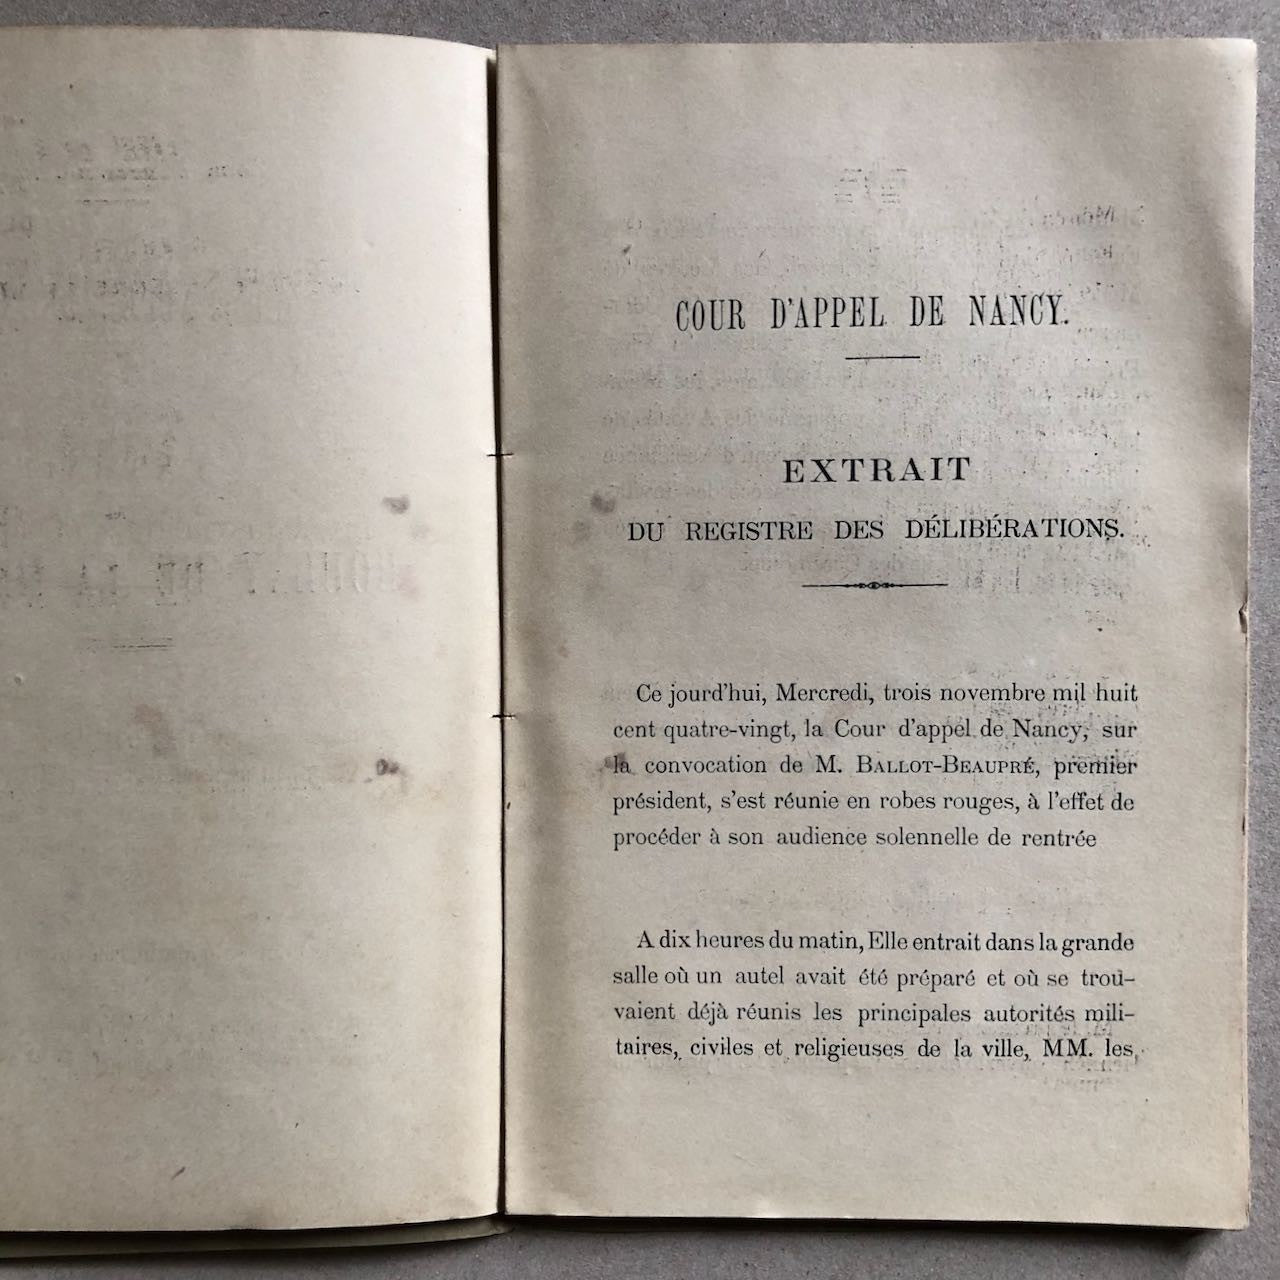 COUR D'APPEL DE NANCY.
EXTRAIT
DU REGISTRE DES DÉLIBÉRATIONS.
Ce jourd'hui, Mercredi, trois novembre mil huit
cent quatre-vingt, la Cour d'appel de Nancy, sur
la convocation de M. BALLOT-BEAUPRÉ, premier
président, s'est réunie en robes rouges, à l'effet de
procéder à son audience solennelle de rentrée
A dix heures du matin, Elle entrait dans la grande
salle où un autel avait été préparé et où se trou-
vaient déjà réunis les principales autorités mili-
taires, civiles et religieuses de la ville, MM. les